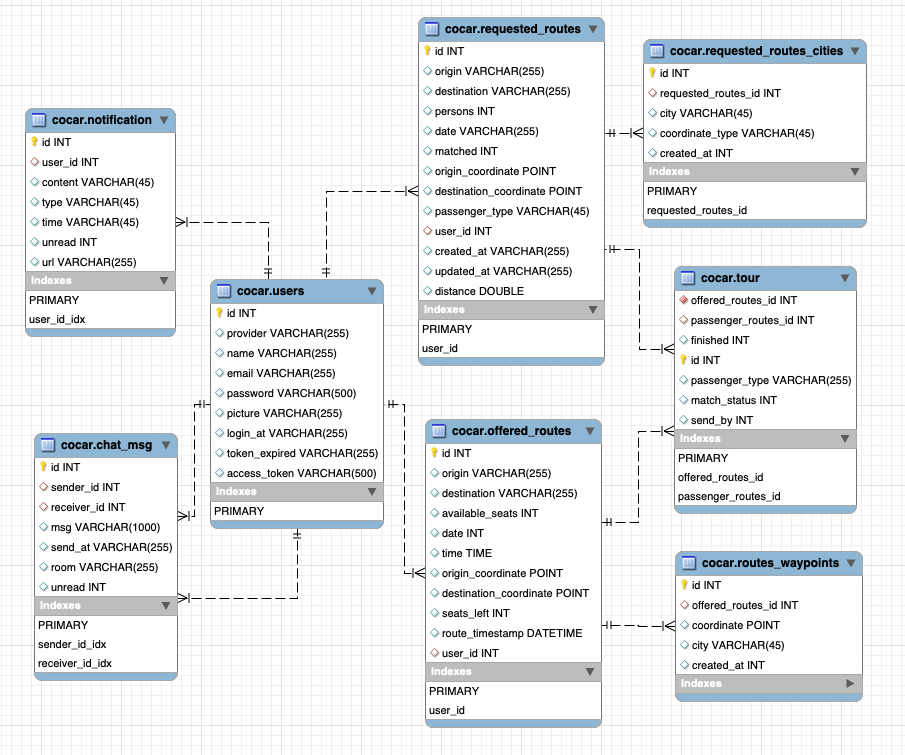 cocar.requested_routes
id INT
origin VARCHAR(255)
destination VARCHAR(255)
persons INT
date VARCHAR(255)
matched INT
origin_coordinate POINT
destination_coordinate POINT
passenger_type VARCHAR(45)
user_id INT
created_at VARCHAR(255)
updated_at VARCHAR(255)
distance DOUBLE
Indexes
PRIMARY
user_id
cocar.requested_routes_cities
id INT
requested_routes_id INT
city VARCHAR(45)
coordinate_type VARCHAR(45)
created_at INT
Indexes
PRIMARY
requested_routes_id
cocar.notification
id INT
user_id INT
content VARCHAR(45)
type VARCHAR(45)
time VARCHAR(45)
unread INT
url VARCHAR(255)
Indexes
PRIMARY
user_id_idx
cocar.users
id INT
provider VARCHAR(255)
name VARCHAR(255)
email VARCHAR(255)
password VARCHAR(500)
picture VARCHAR(255)
login_at VARCHAR(255)
token_expired VARCHAR(255)
access_token VARCHAR(500)
Indexes
PRIMARY
cocar.tour
offered_routes_id INT
passenger_routes_id INT
finished INT
id INT
passenger_type VARCHAR(255)
match_status INT
send_by INT
Indexes
PRIMARY
offered_routes_id
passenger_routes_id
cocar.chat_msg
id INT
sender_id INT
receiver_id INT
msg VARCHAR(1000)
send_at VARCHAR(255)
room VARCHAR(255)
unread INT
Indexes
PRIMARY
sender_id_idx
receiver_id_idx
cocar.offered_routes
id INT
origin VARCHAR(255)
destination VARCHAR(255)
available_seats INT
date INT
time TIME
origin_coordinate POINT
destination_coordinate POINT
seats_left INT
route_timestamp DATETIME
user_id INT
Indexes
PRIMARY
user_id
cocar.routes_waypoints
id INT
offered_routes_id INT
coordinate POINT
city VARCHAR(45)
created_at INT
Indexes